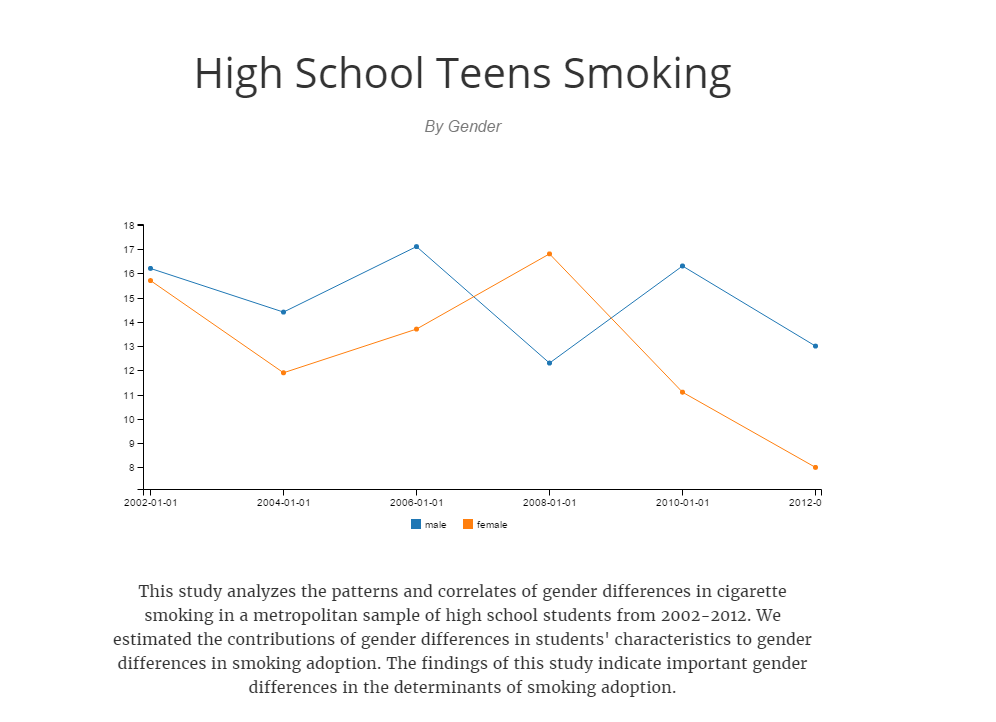 High School Teens Smoking
By Gender
18
17
16
15
14
13
12
11
10
9
8
2002-01-01 2004-01-01 2006-01-01 2008-01-01 2010-01-01 2012-0
male female
This study analyzes the patterns and correlates of gender differences in cigarette
smoking in a metropolitan sample of high school students from 2002-2012. We
estimated the contributions of gender differences in students' characteristics to gender
differences in smoking adoption. The findings of this study indicate important gender
differences in the determinants of smoking adoption.